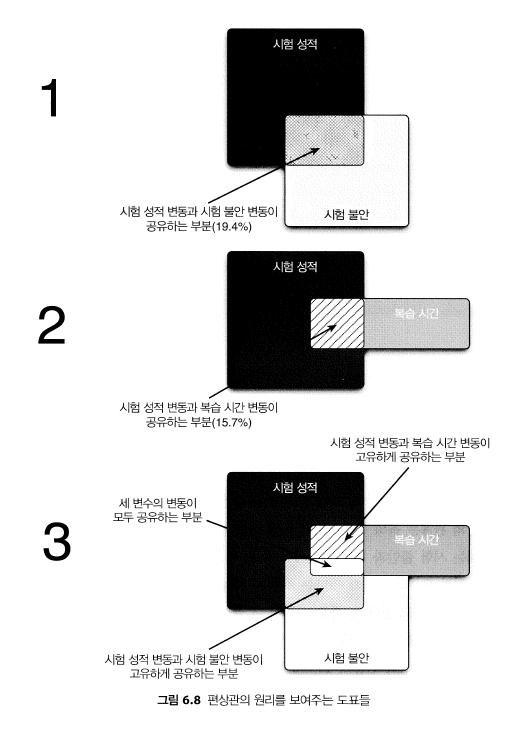 1
시험 성적
시험 불안
시험 성적 변동과 시험 불안 변동이
공유하는 부분(19.4%)
2
시험 성적
복습 시간
시험 성적 변동과 복습 시간 변동이
공유하는 부분(15.7%)
3
시험 성적 변동과 복습 시간 변동이
고유하게 공유하는 부분
세 변수의 변동이
모두 공유하는 부분
시험 성적
복습 시간
시험 불안
시험 성적 변동과 시험 불안 변동이
고유하게 공유하는 부분
그림 6.8 편상관의 원리를 보여주는 도표들